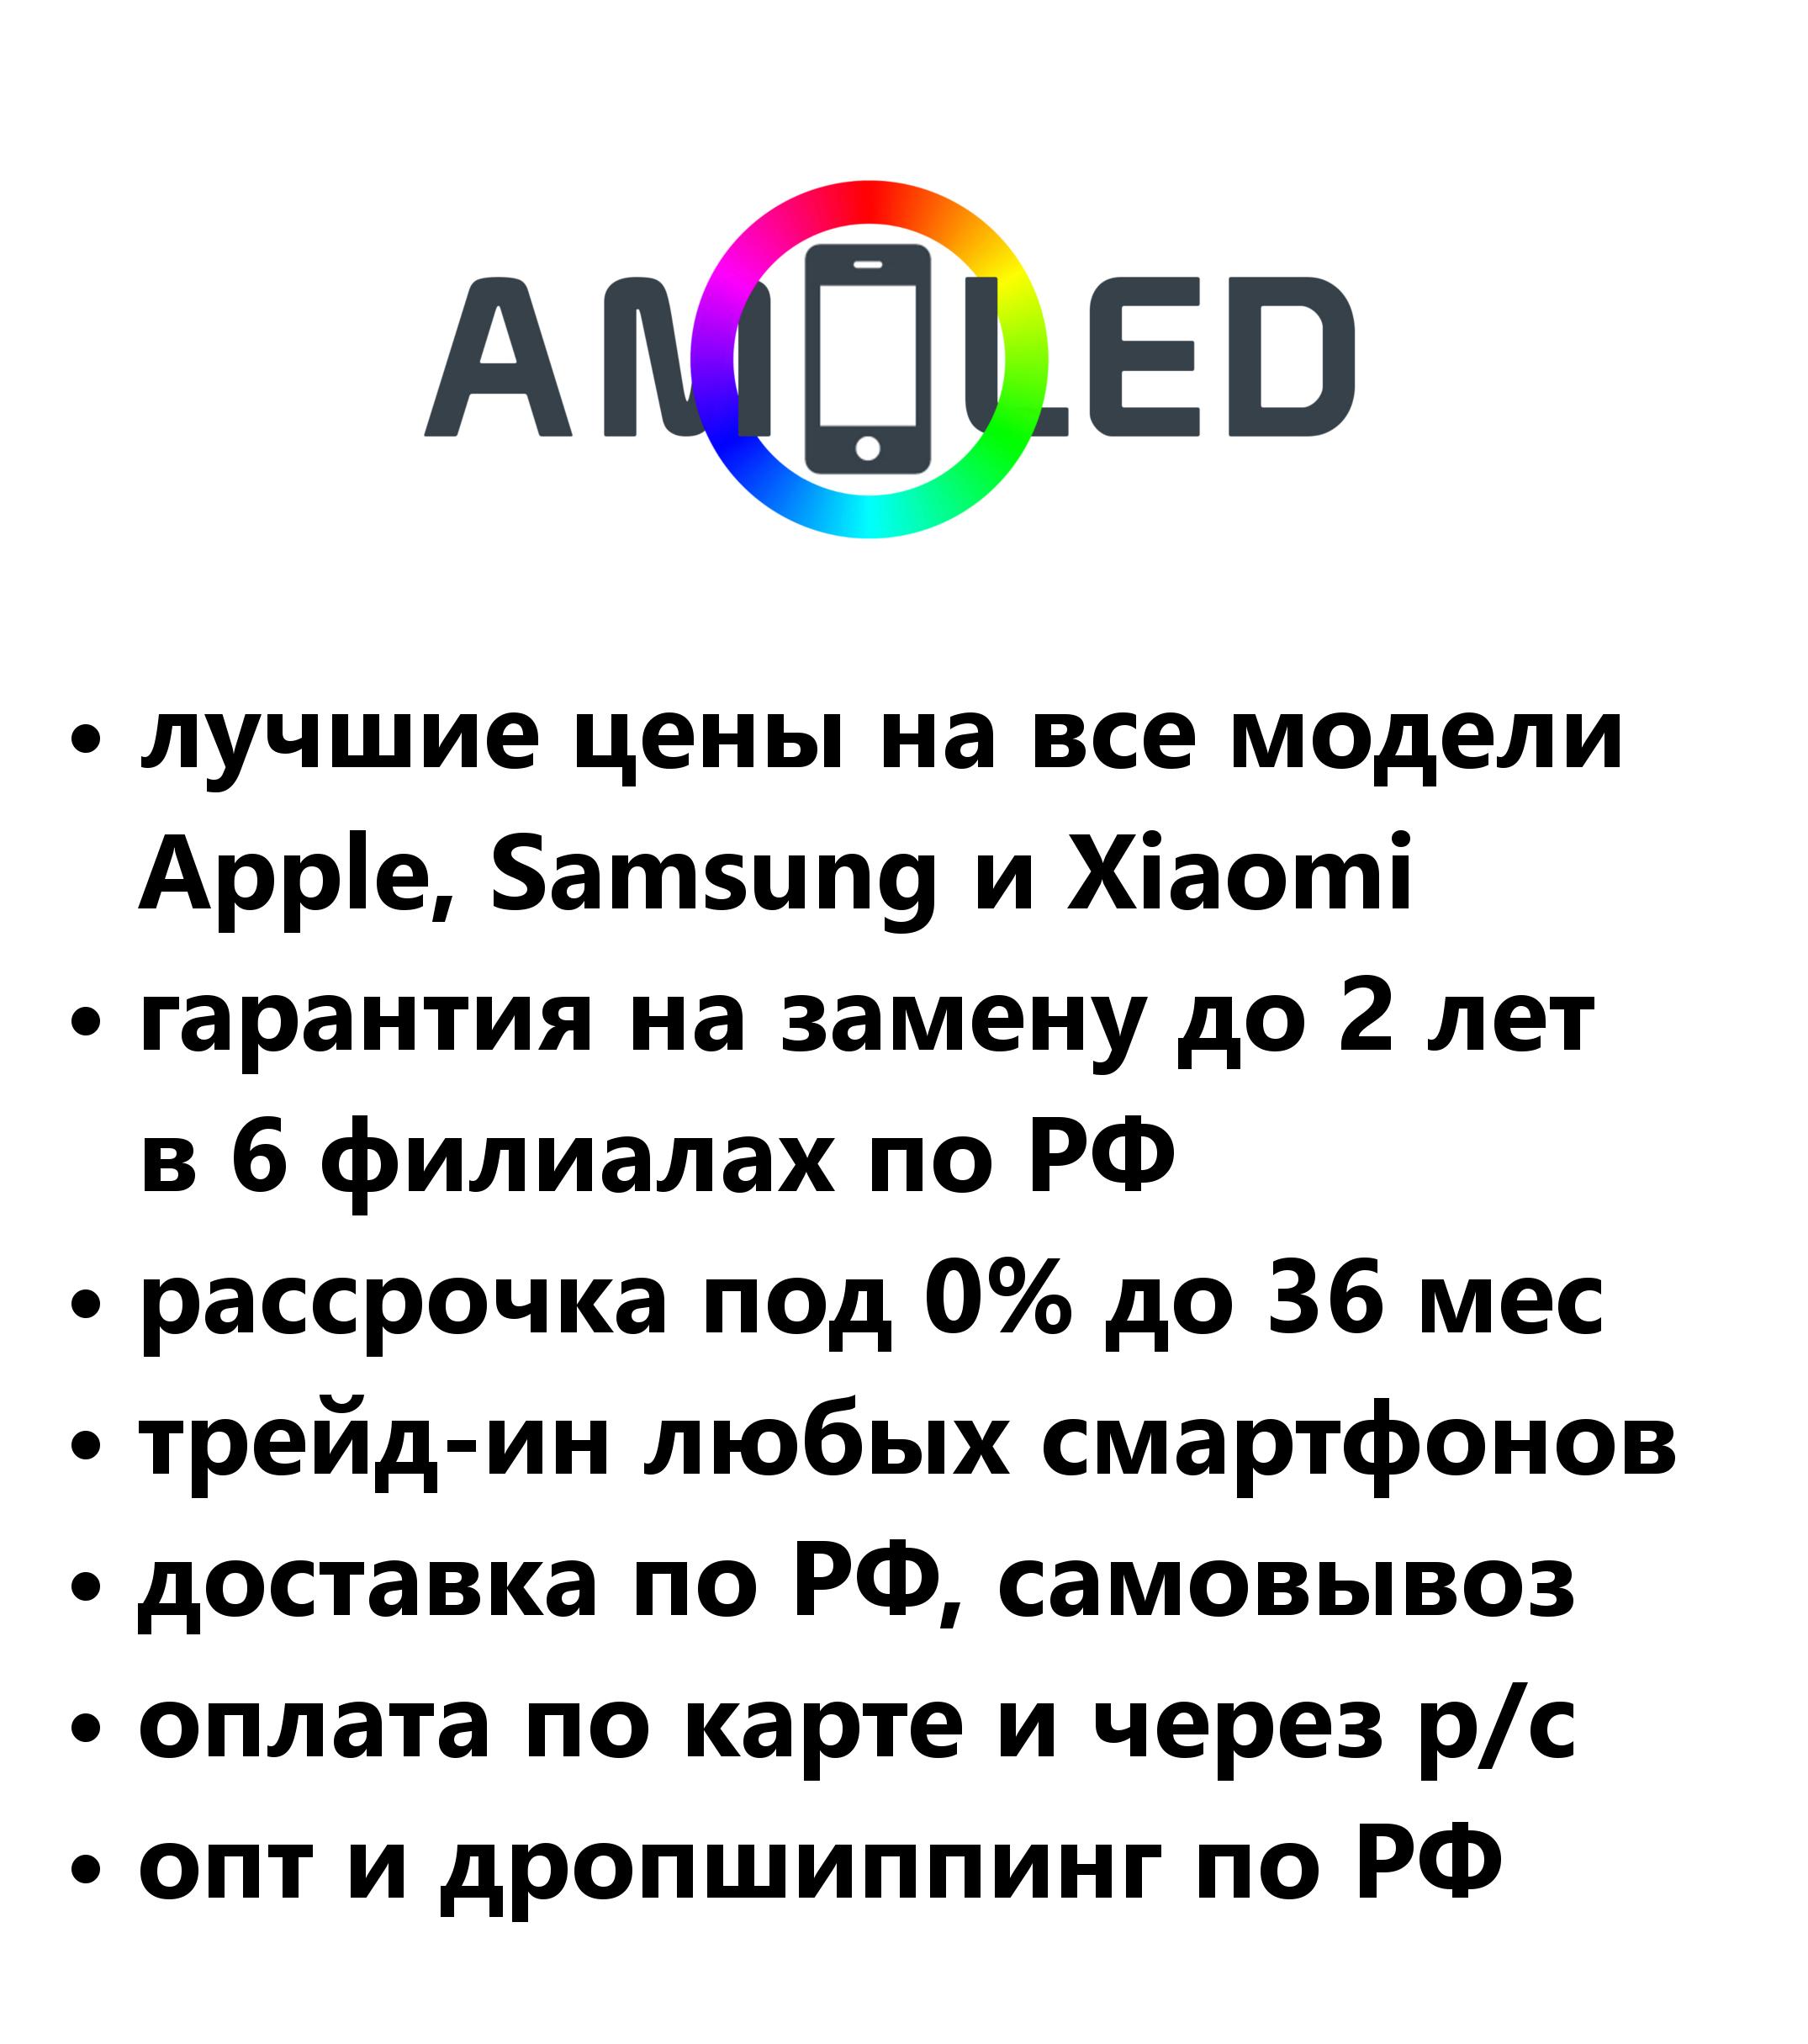 AMOLED
• лучшие цены на все модели
Apple, Samsung и Xiaomi
• гарантия на замену до 2 лет
в 6 филиалах по РФ
• рассрочка под 0% до 36 мес
• трейд-ин любых смартфонов
• доставка по РФ, самовывоз
• оплата по карте и через р/с
• опт и дропшиппинг по РФ